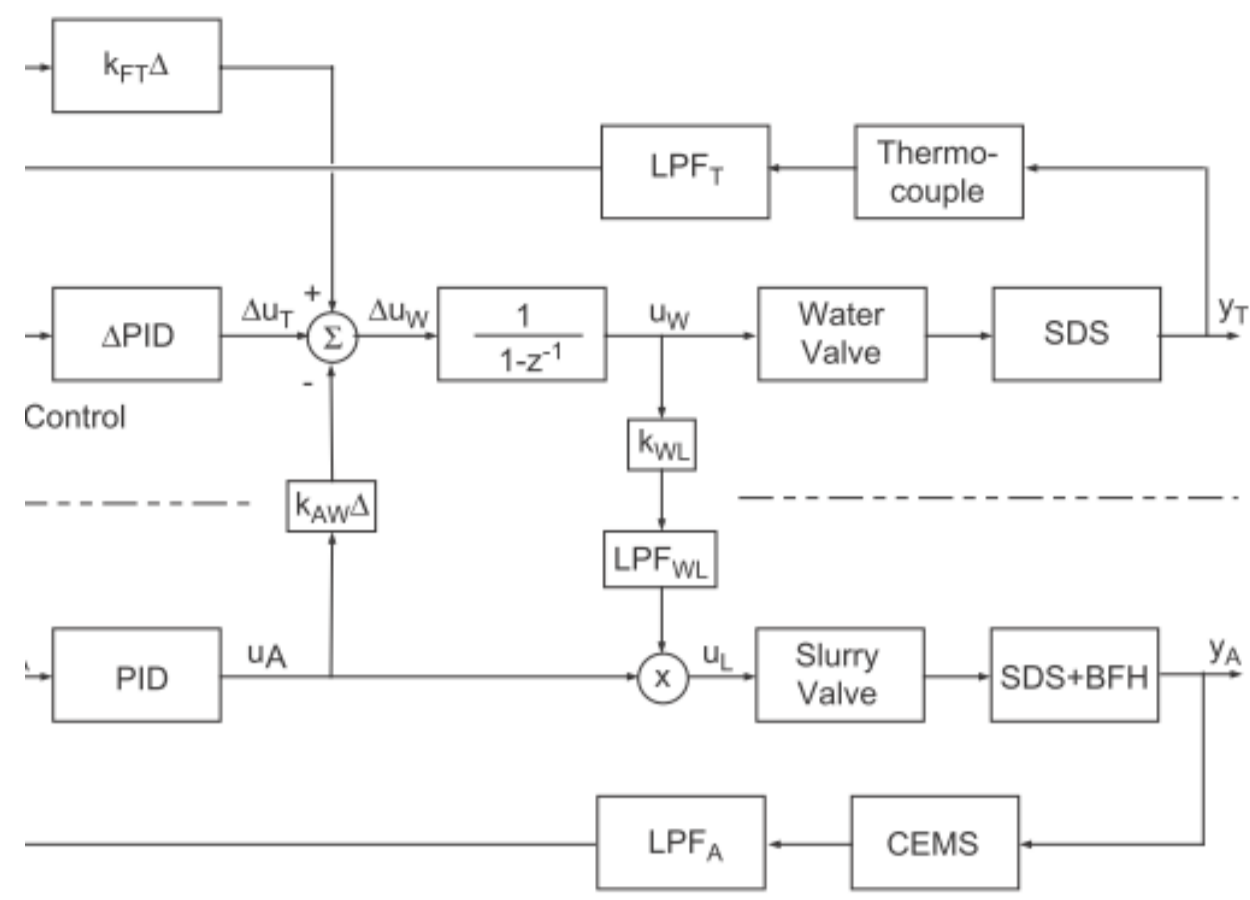 k_FTΔ
LPF_T
Thermo-
couple
+
ΔPID
Δu_T
Σ
Δu_W
1
1-z^-1
u_W
Water
Valve
SDS
y_T
-
Control
k_WL
k_AWΔ
LPF_WL
PID
uA
x
u_L
Slurry
Valve
SDS+BFH
y_A
LPF_A
CEMS